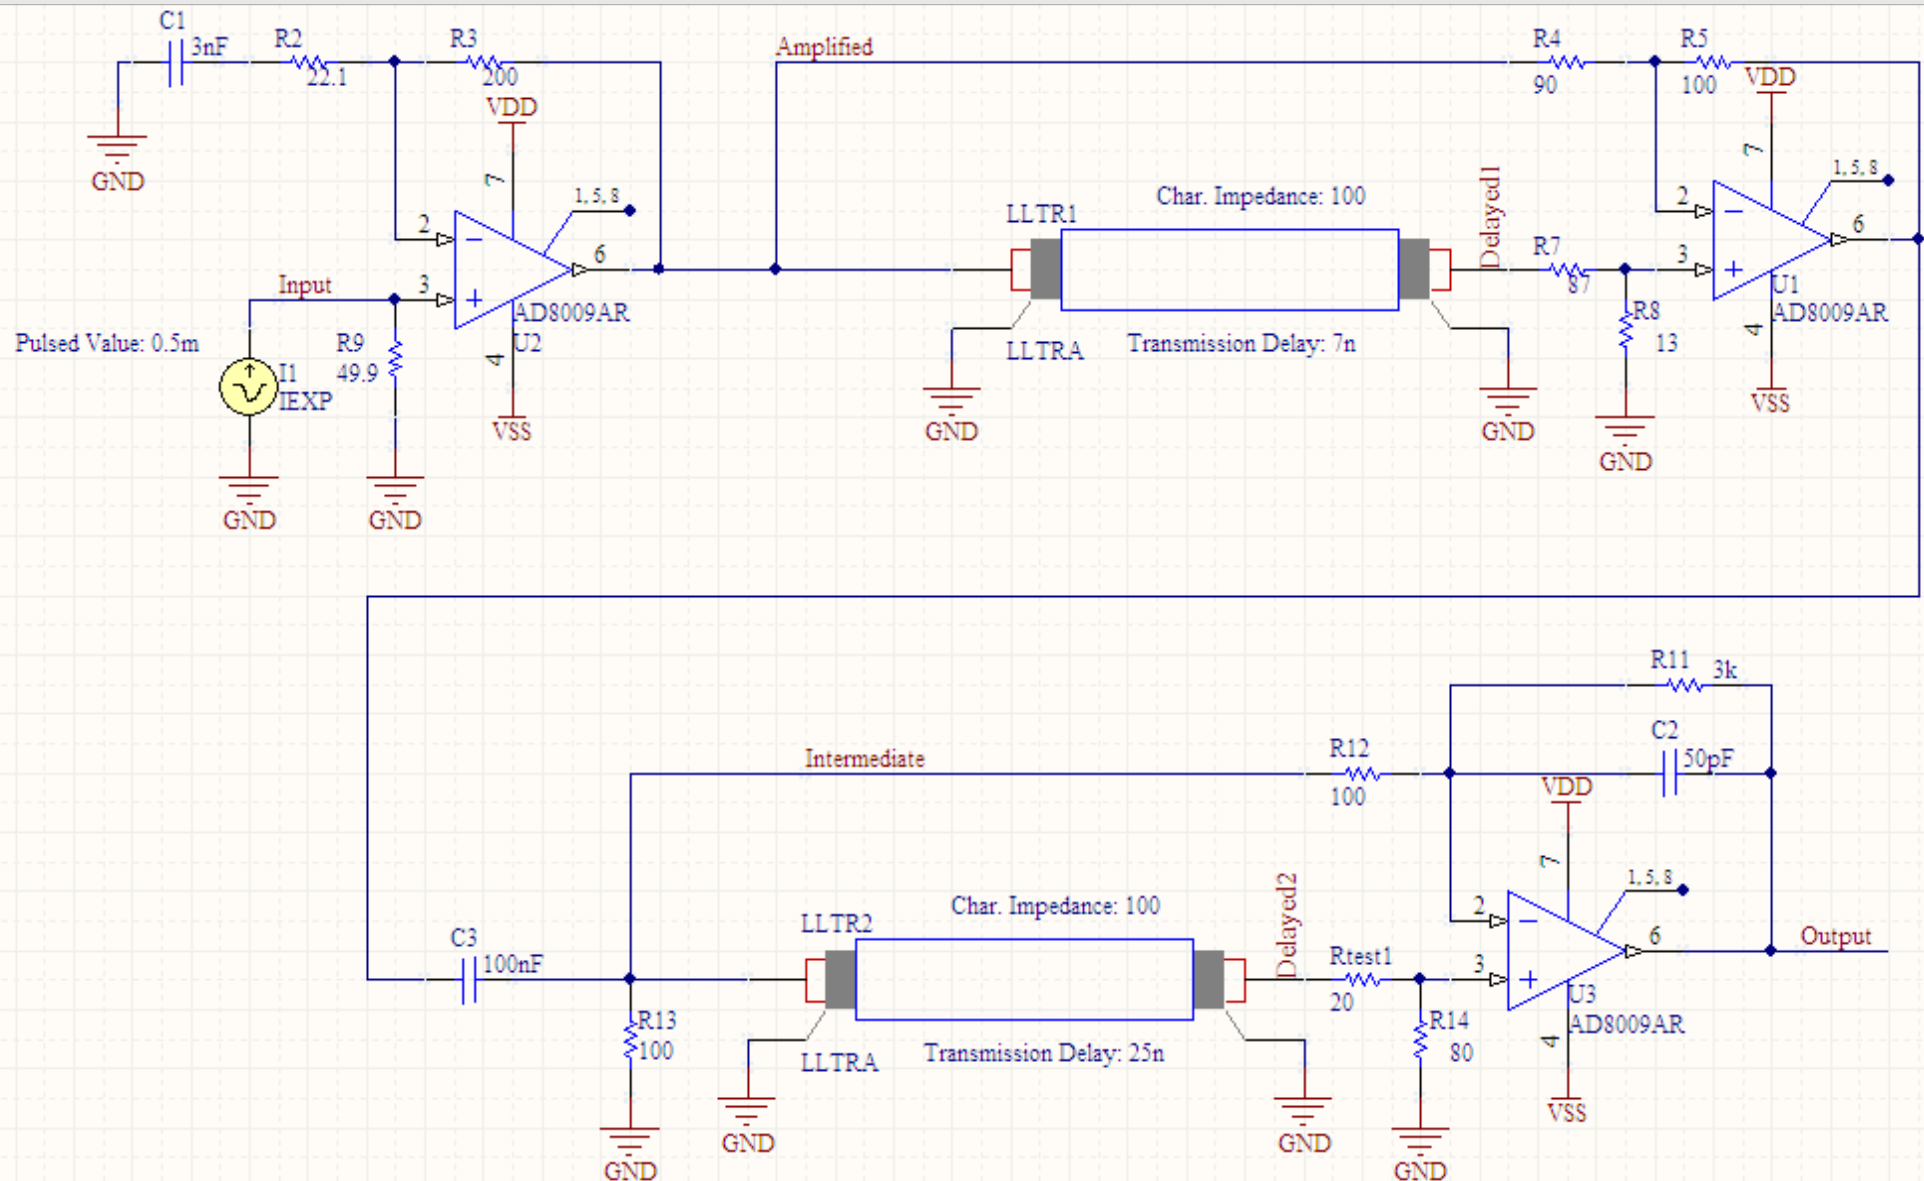 C1
3nF
R2
22.1
R3
200
VDD
7
1, 5, 8
2
6
3
AD8009AR
U2
4
VSS
GND
Input
Pulsed Value: 0.5m
I1
IEXP
R9
49.9
GND
GND
Amplified
LLTR1
Char. Impedance: 100
LLTRA
Transmission Delay: 7n
GND
GND
Delayed1
R4
90
R5
100
VDD
7
1, 5, 8
2
6
3
R7
87
R8
13
GND
U1
AD8009AR
4
VSS
R11
3k
C2
50pF
Intermediate
R12
100
VDD
7
1, 5, 8
2
6
3
Output
U3
AD8009AR
4
VSS
C3
100nF
R13
100
GND
LLTR2
Char. Impedance: 100
LLTRA
Transmission Delay: 25n
GND
GND
Delayed2
Rtest1
20
R14
80
GND